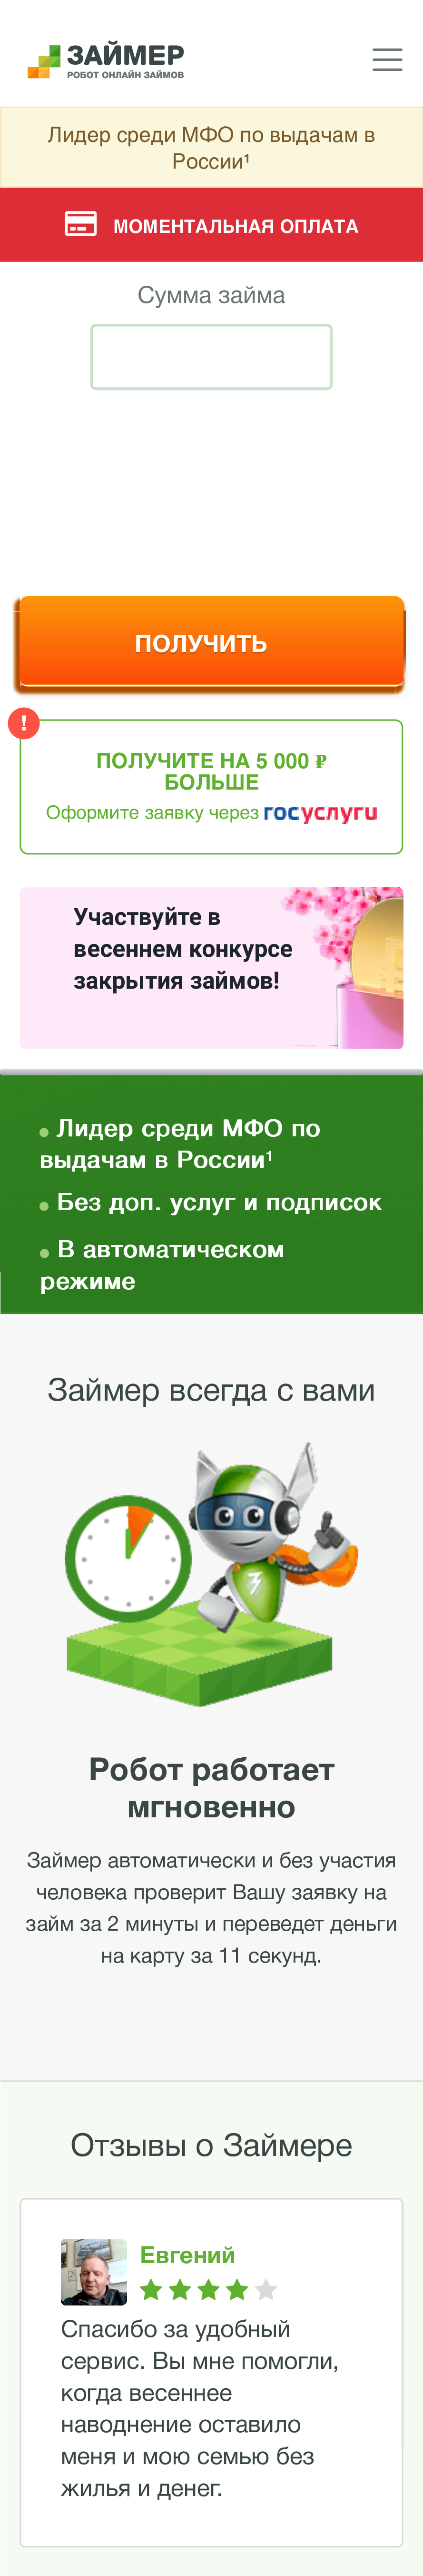 ЗАЙМЕР
РОБОТ ОНЛАЙН ЗАЙМОВ
Лидер среди МФО по выдачам в
России¹
МОМЕНТАЛЬНАЯ ОПЛАТА
Сумма займа
ПОЛУЧИТЬ
!
ПОЛУЧИТЕ НА 5 000 ₽
БОЛЬШЕ
Оформите заявку через госуслуги
Участвуйте в
весеннем конкурсе
закрытия займов!
Лидер среди МФО по
выдачам в России¹
Без доп. услуг и подписок
В автоматическом
режиме
Займер всегда с вами
Робот работает
мгновенно
Займер автоматически и без участия
человека проверит Вашу заявку на
займ за 2 минуты и переведет деньги
на карту за 11 секунд.
Отзывы о Займере
Евгений
Спасибо за удобный
сервис. Вы мне помогли,
когда весеннее
наводнение оставило
меня и мою семью без
жилья и денег.